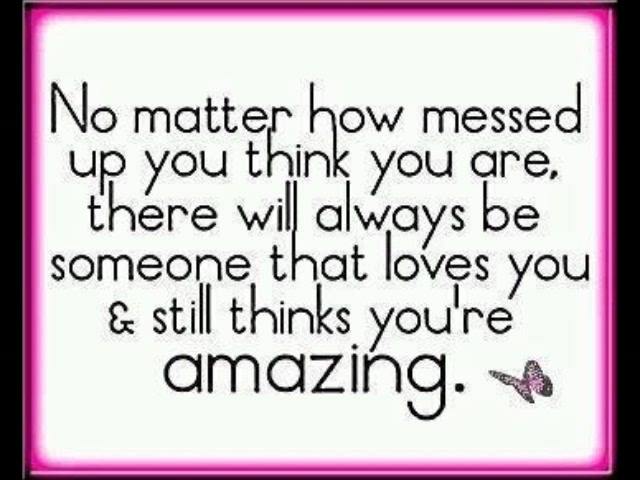 No matter how messed
up you think you are,
there will always be
someone that loves you
& still thinks you're
amazing.